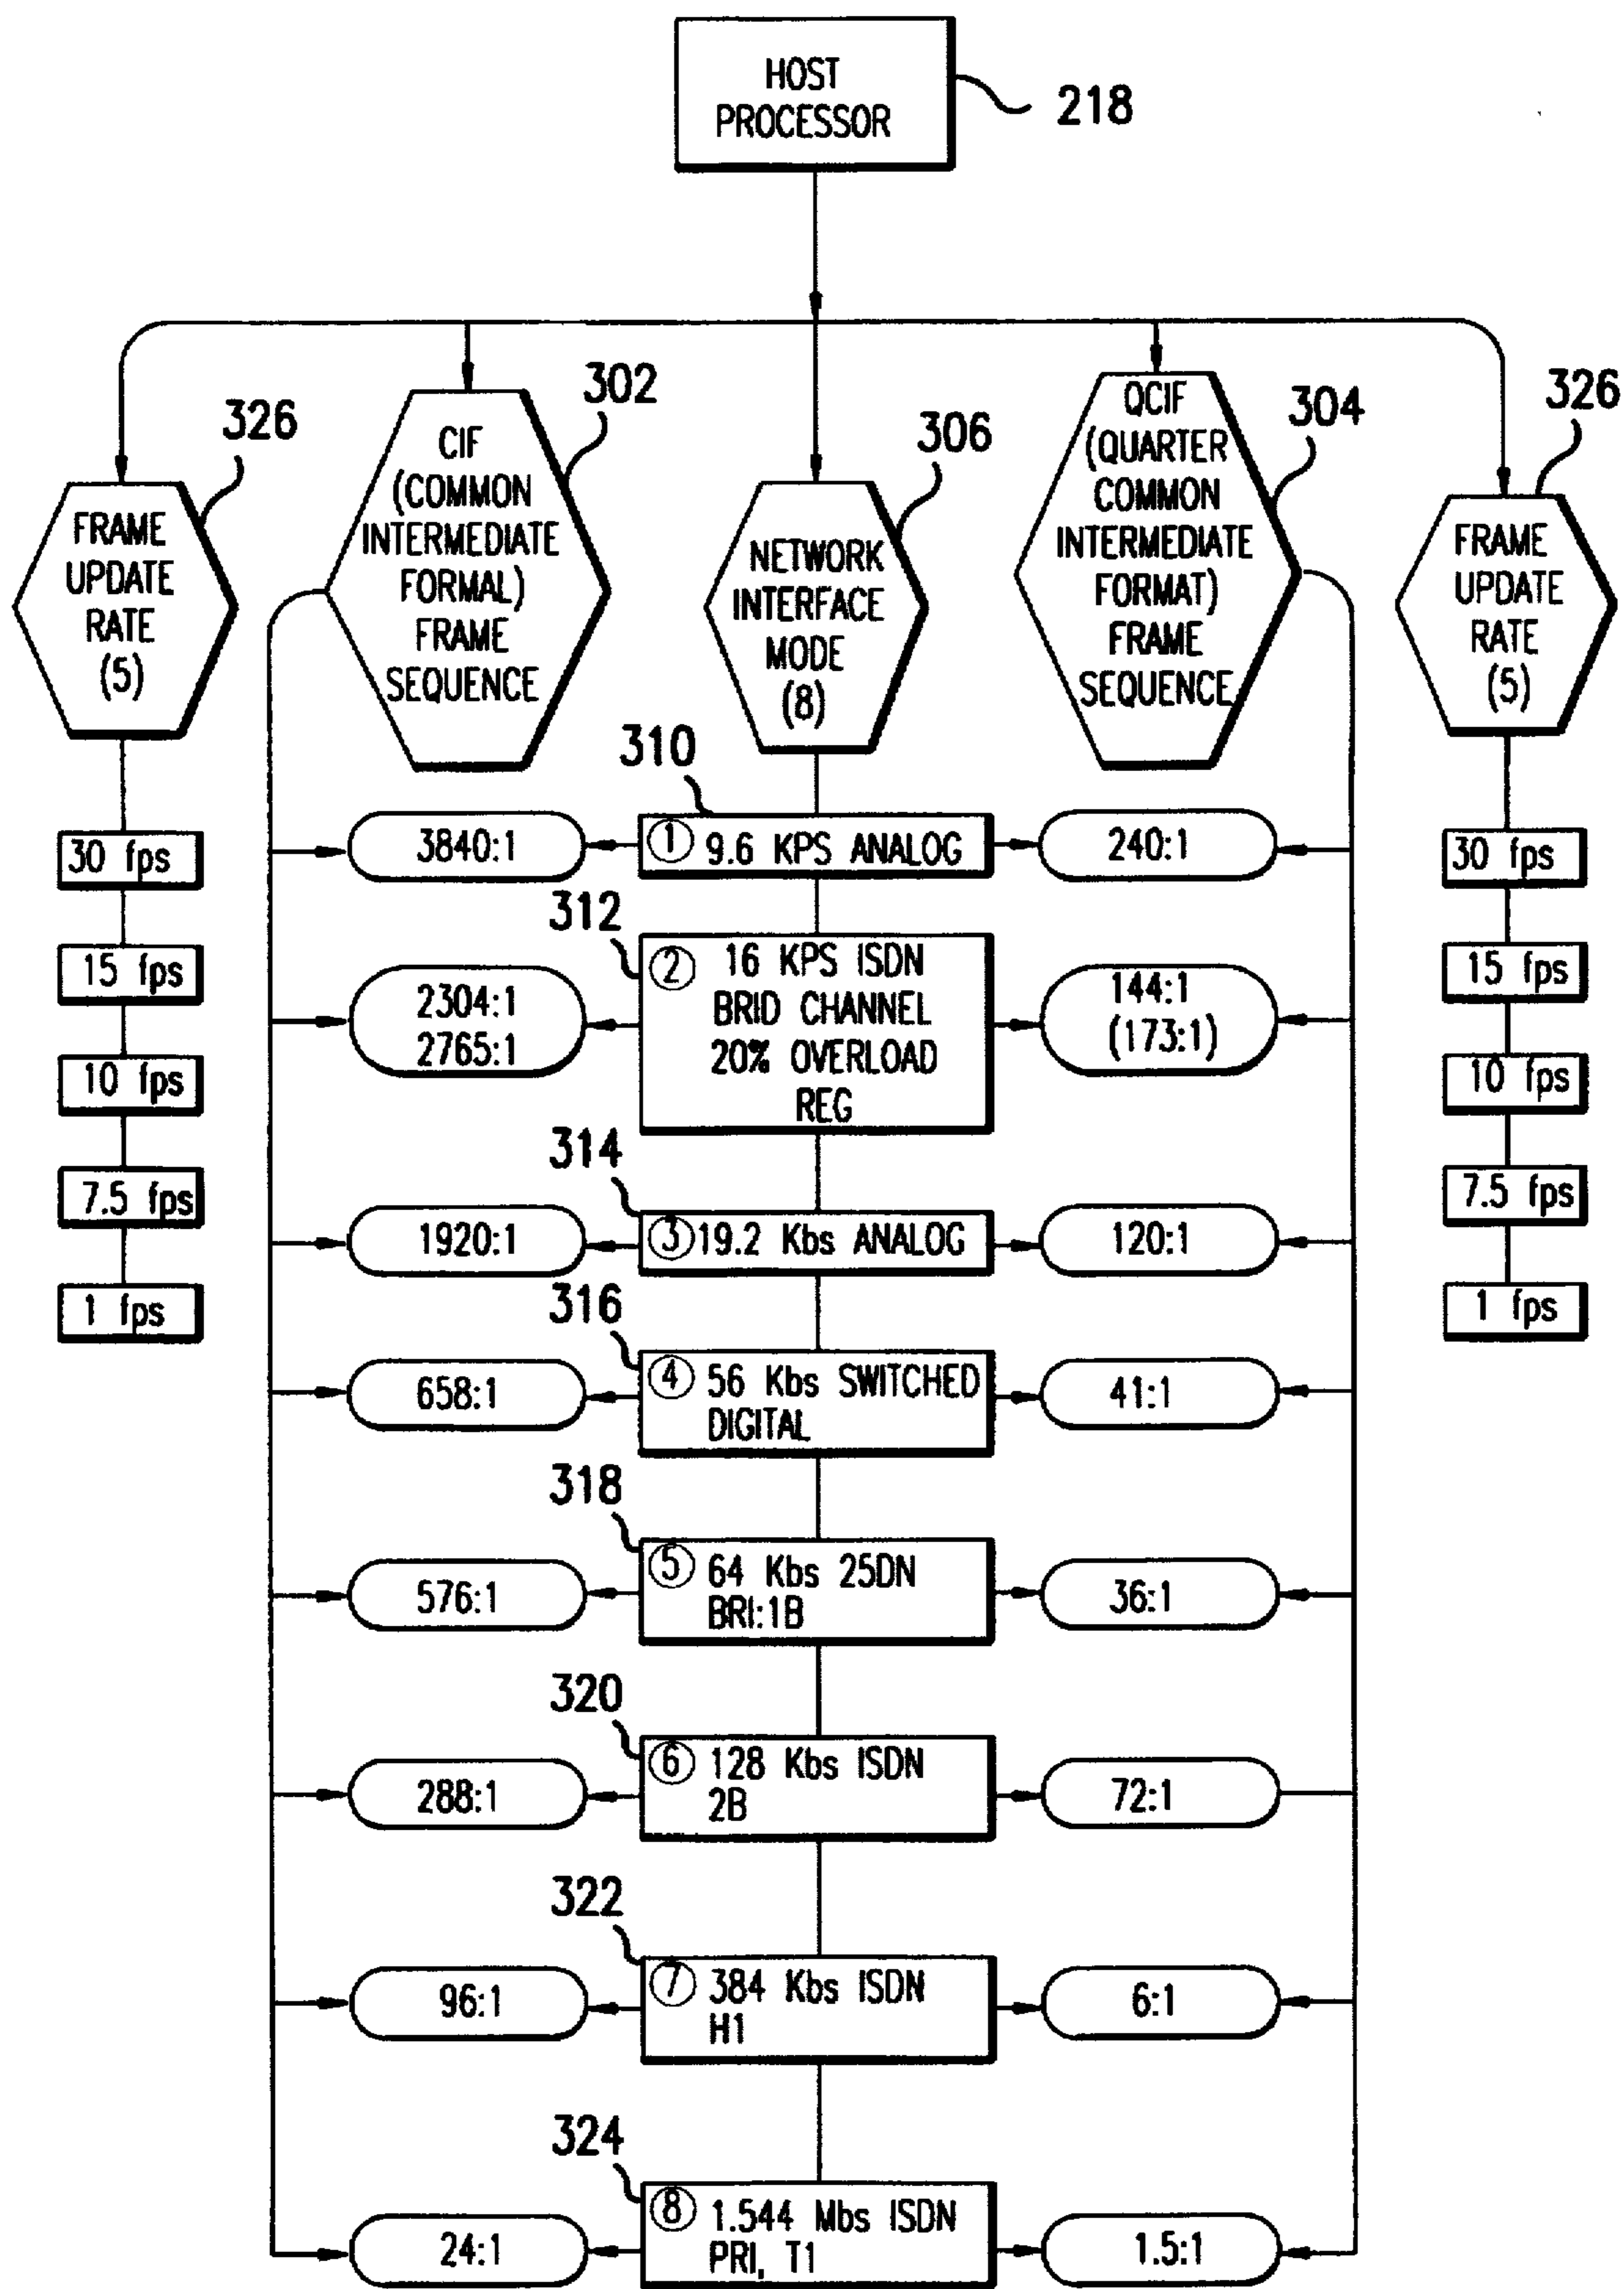 HOST
PROCESSOR
218
326
FRAME
UPDATE
RATE
(5)
30 fps
15 fps
10 fps
7.5 fps
1 fps
302
CIF
(COMMON
INTERMEDIATE
FORMAL)
FRAME
SEQUENCE
306
NETWORK
INTERFACE
MODE
(8)
304
QCIF
(QUARTER
COMMON
INTERMEDIATE
FORMAT)
FRAME
SEQUENCE
326
FRAME
UPDATE
RATE
(5)
30 fps
15 fps
10 fps
7.5 fps
1 fps
310
3840:1
1 9.6 KPS ANALOG
240:1
312
2304:1
2765:1
2 16 KPS ISDN
BRID CHANNEL
20% OVERLOAD
REG
144:1
(173:1)
314
1920:1
3 19.2 Kbs ANALOG
120:1
316
658:1
4 56 Kbs SWITCHED
DIGITAL
41:1
318
576:1
5 64 Kbs 25DN
BRI:1B
36:1
320
288:1
6 128 Kbs ISDN
2B
72:1
322
96:1
7 384 Kbs ISDN
H1
6:1
324
24:1
8 1.544 Mbs ISDN
PRI, T1
1.5:1